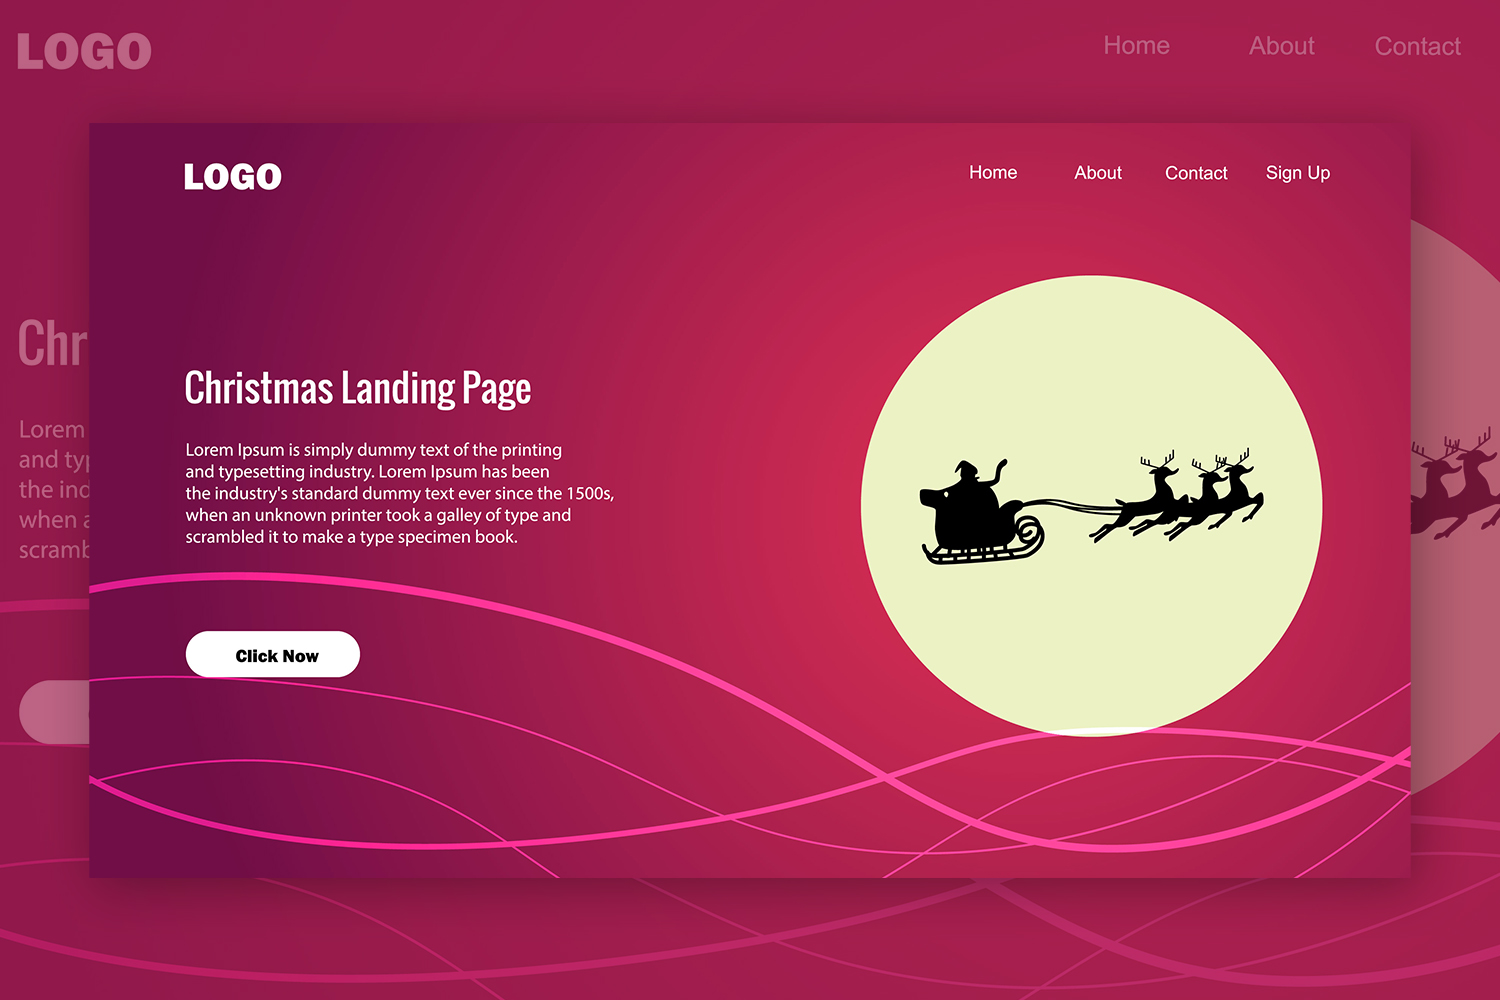 LOGO
Home
About
Contact
LOGO
Home
About
Contact
Sign Up
Chr
Christmas Landing Page
Lorem
and typ
the ind
when a
scramb
Lorem Ipsum is simply dummy text of the printing
and typesetting industry. Lorem Ipsum has been
the industry's standard dummy text ever since the 1500s,
when an unknown printer took a galley of type and
scrambled it to make a type specimen book.
Click Now